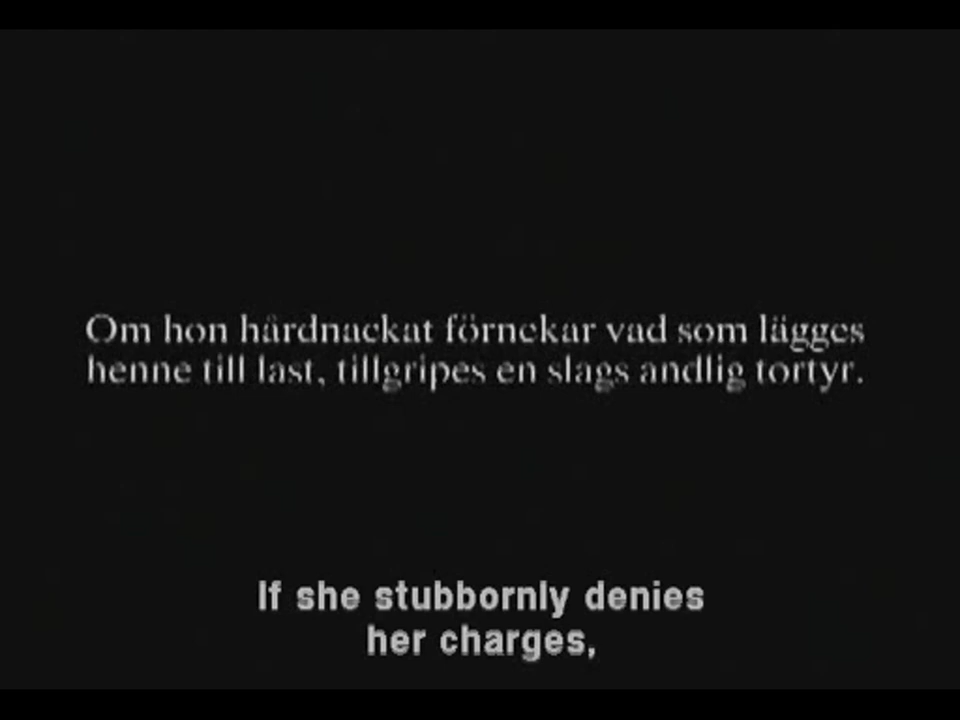 Om hon hårdnackat förnekar vad som lägges
henne till last, tillgripes en slags andlig tortyr.
If she stubbornly denies
her charges,